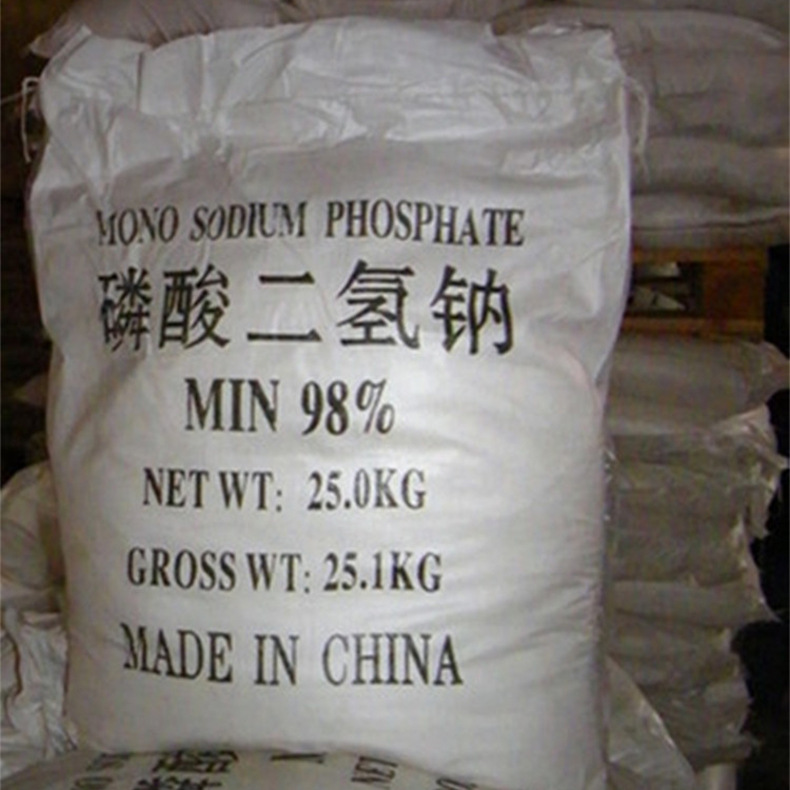 MONO SODIUM PHOSPHATE
磷酸二氢钠
MIN 98%
NET WT: 25.0KG
GROSS WT: 25.1KG
MADE IN CHINA